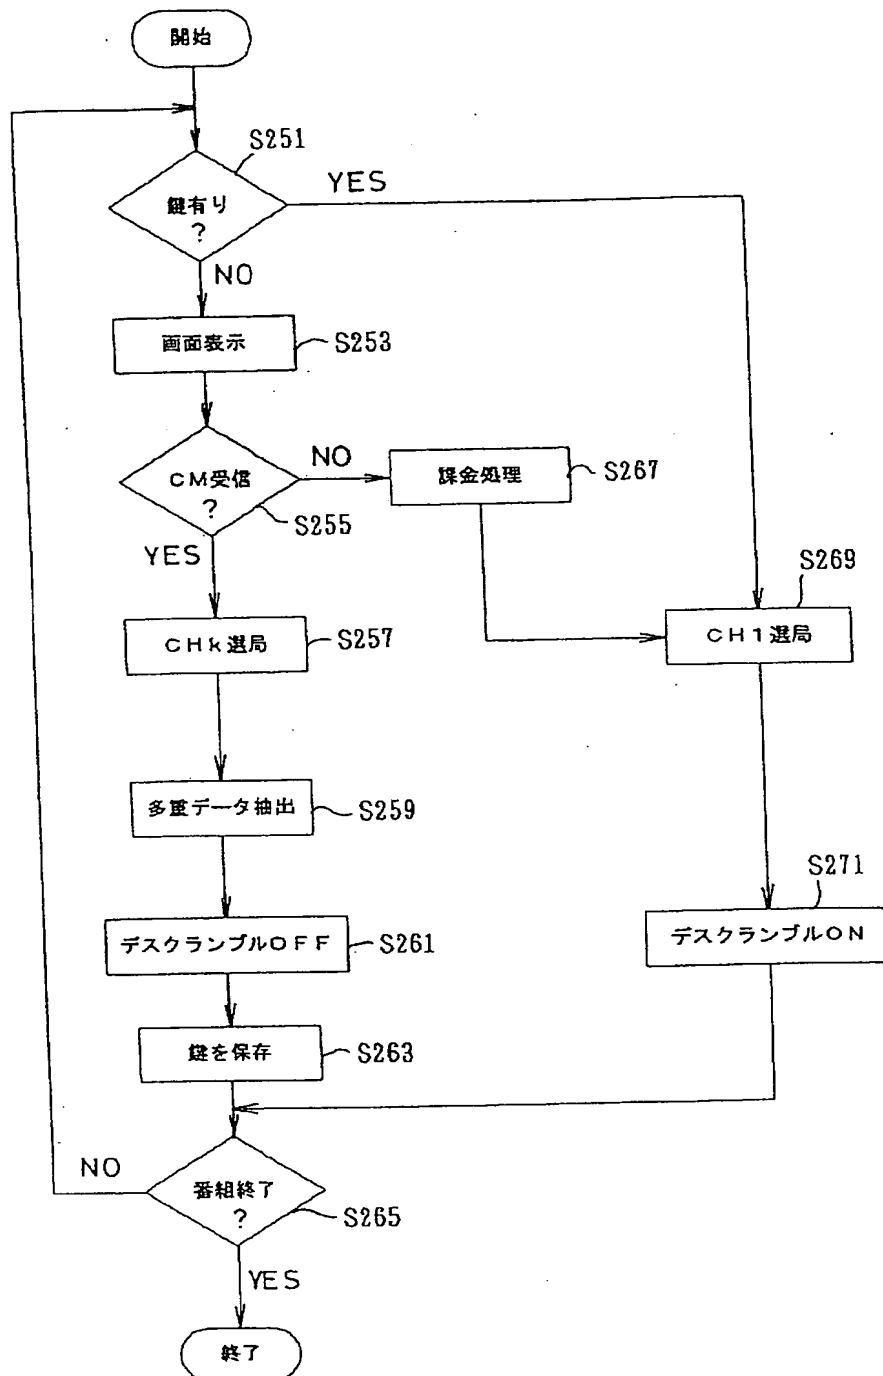 開始
S251
鍵有り
?
YES
NO
画面表示
S253
CM受信
?
NO
S255
YES
課金処理
S267
CHk選局
S257
S269
CH1選局
多重データ抽出
S259
S271
デスクランブルOFF
S261
デスクランブルON
鍵を保存
S263
番組終了
?
NO
S265
YES
終了